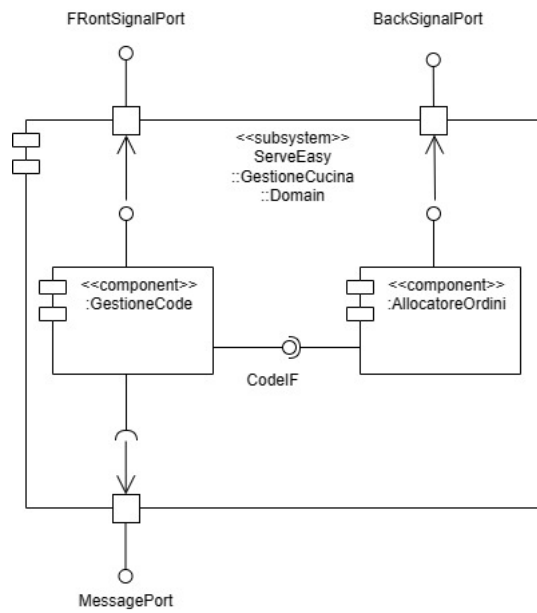 FRontSignalPort
BackSignalPort
<<subsystem>>
ServeEasy
::GestioneCucina
::Domain
<<component>>
:GestioneCode
<<component>>
:AllocatoreOrdini
CodeIF
MessagePort